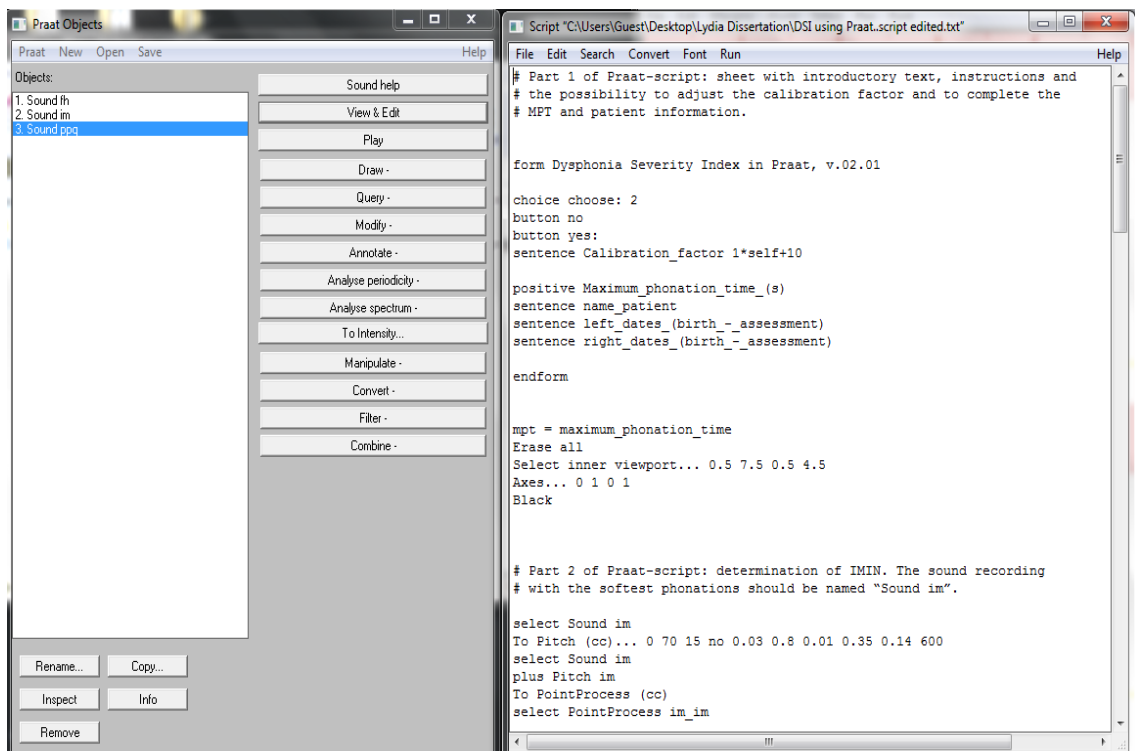 Praat Objects
Praat New Open Save Help
Objects:
1. Sound fh
2. Sound im
3. Sound ppq
Sound help
View & Edit
Play
Draw -
Query -
Modify -
Annotate -
Analyse periodicity -
Analyse spectrum -
To Intensity...
Manipulate -
Convert -
Filter -
Combine -
Rename... Copy...
Inspect Info
Remove
Script "C:\Users\Guest\Desktop\Lydia Dissertation\DSI using Praat..script edited.txt"
File Edit Search Convert Font Run Help
# Part 1 of Praat-script: sheet with introductory text, instructions and
# the possibility to adjust the calibration factor and to complete the
# MPT and patient information.
form Dysphonia Severity Index in Praat, v.02.01
choice choose: 2
button no
button yes:
sentence Calibration_factor 1*self+10
positive Maximum_phonation_time_(s)
sentence name_patient
sentence left_dates_(birth_-_assessment)
sentence right_dates_(birth_-_assessment)
endform
mpt = maximum_phonation_time
Erase all
Select inner viewport... 0.5 7.5 0.5 4.5
Axes... 0 1 0 1
Black
# Part 2 of Praat-script: determination of IMIN. The sound recording
# with the softest phonations should be named “Sound im”.
select Sound im
To Pitch (cc)... 0 70 15 no 0.03 0.8 0.01 0.35 0.14 600
select Sound im
plus Pitch im
To PointProcess (cc)
select PointProcess im_im